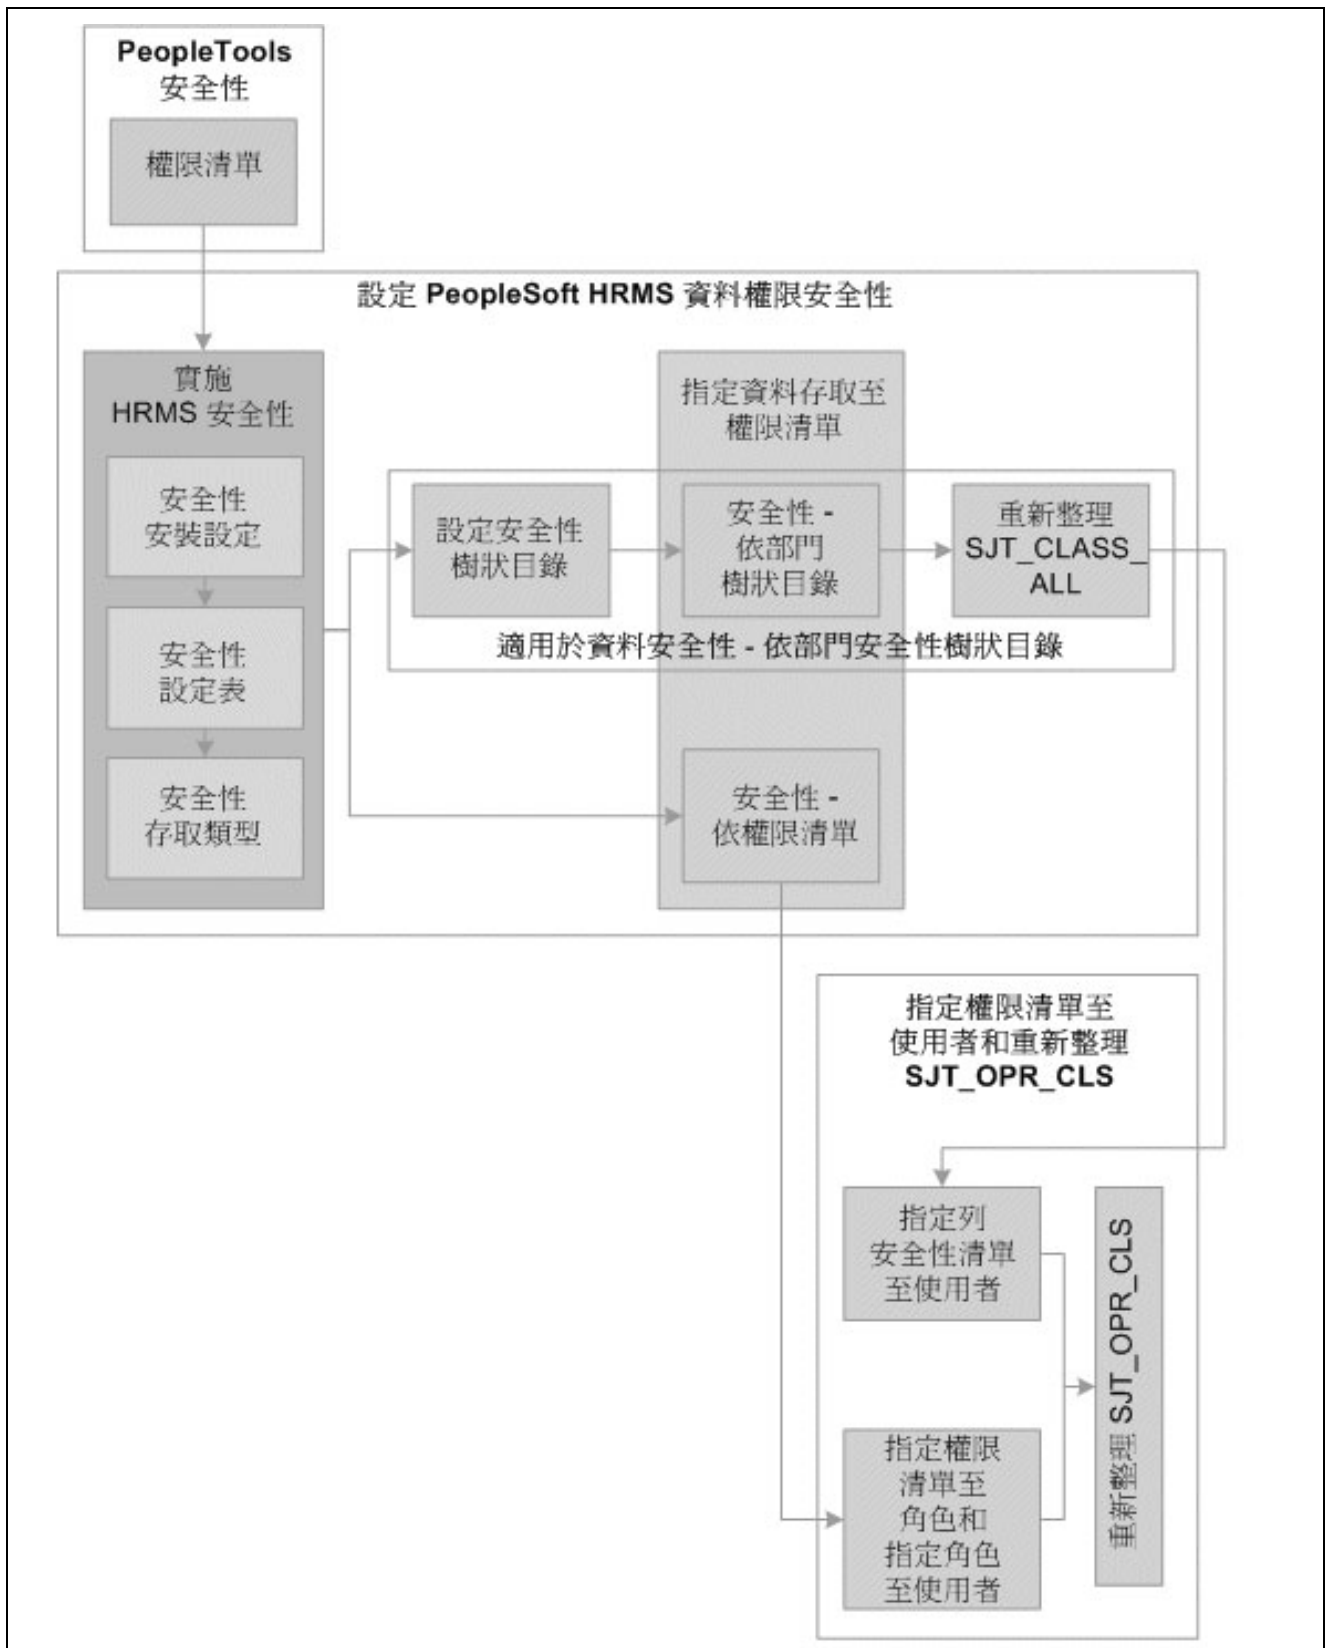 PeopleTools
安全性
權限清單
設定 PeopleSoft HRMS 資料權限安全性
實施
HRMS 安全性
安全性
安裝設定
安全性
設定表
安全性
存取類型
指定資料存取至
權限清單
設定安全性
樹狀目錄
安全性 -
依部門
樹狀目錄
重新整理
SJT_CLASS_
ALL
適用於資料安全性 - 依部門安全性樹狀目錄
安全性 -
依權限清單
指定權限清單至
使用者和重新整理
SJT_OPR_CLS
指定列
安全性清單
至使用者
指定權限
清單至
角色和
指定角色
至使用者
重新整理 SJT_OPR_CLS